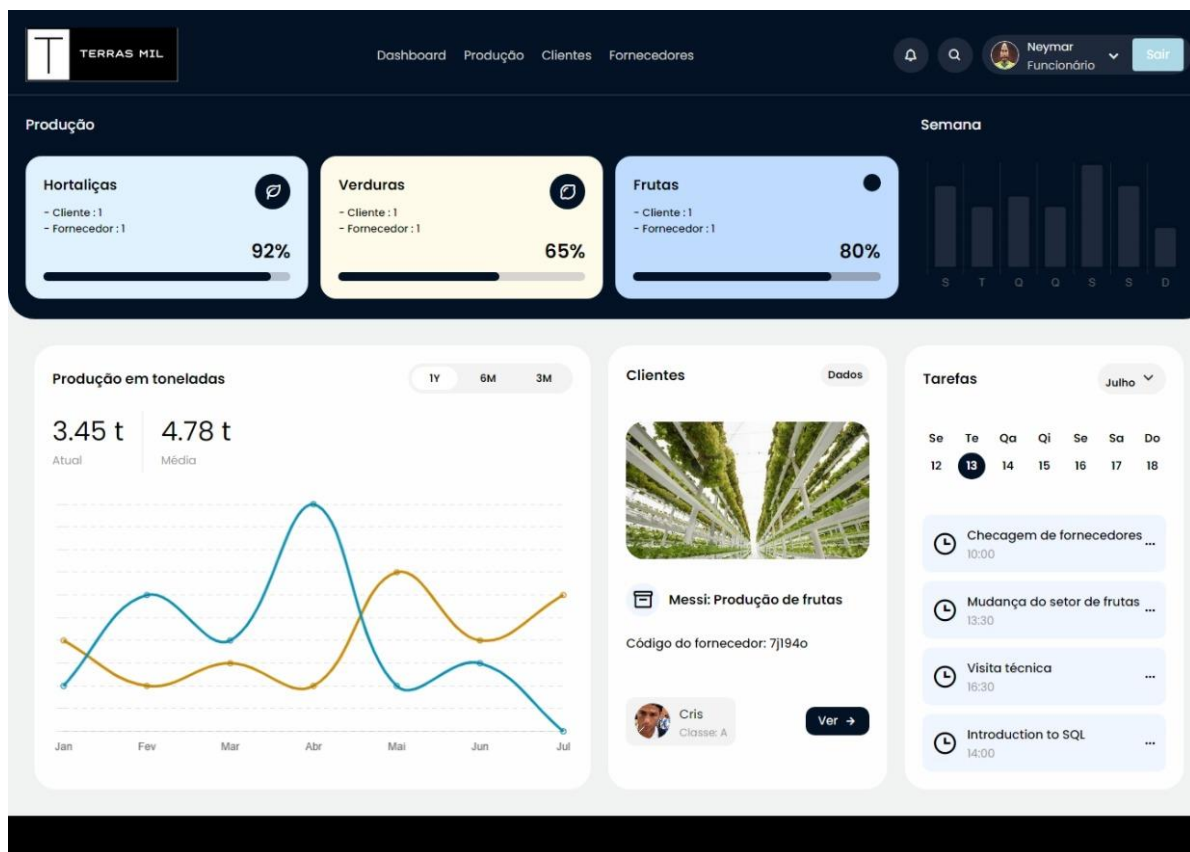 T
TERRAS MIL
Dashboard Produção Clientes Fornecedores
Neymar
Funcionário
Sair
Produção
Semana
Hortaliças
- Cliente : 1
- Fornecedor : 1
92%
Verduras
- Cliente : 1
- Fornecedor : 1
65%
Frutas
- Cliente : 1
- Fornecedor : 1
80%
S T Q Q S S D
Produção em toneladas
1Y 6M 3M
3.45 t
Atual
4.78 t
Média
Jan Fev Mar Abr Mai Jun Jul
Clientes
Dados
Messi: Produção de frutas
Código do fornecedor: 7j194o
Cris
Classe: A
Ver →
Tarefas
Julho
Se Te Qa Qi Se Sa Do
12 13 14 15 16 17 18
Checagem de fornecedores ...
10:00
Mudança do setor de frutas ...
13:30
Visita técnica ...
16:30
Introduction to SQL ...
14:00